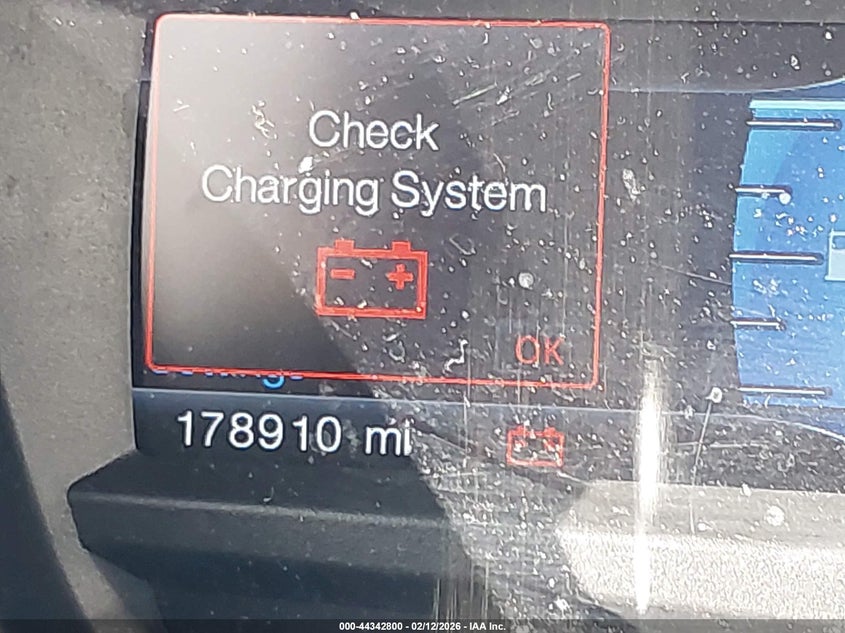 Check
Charging System
OK
178910 mi
000-44342800 - 02/12/2026 - IAA Inc.